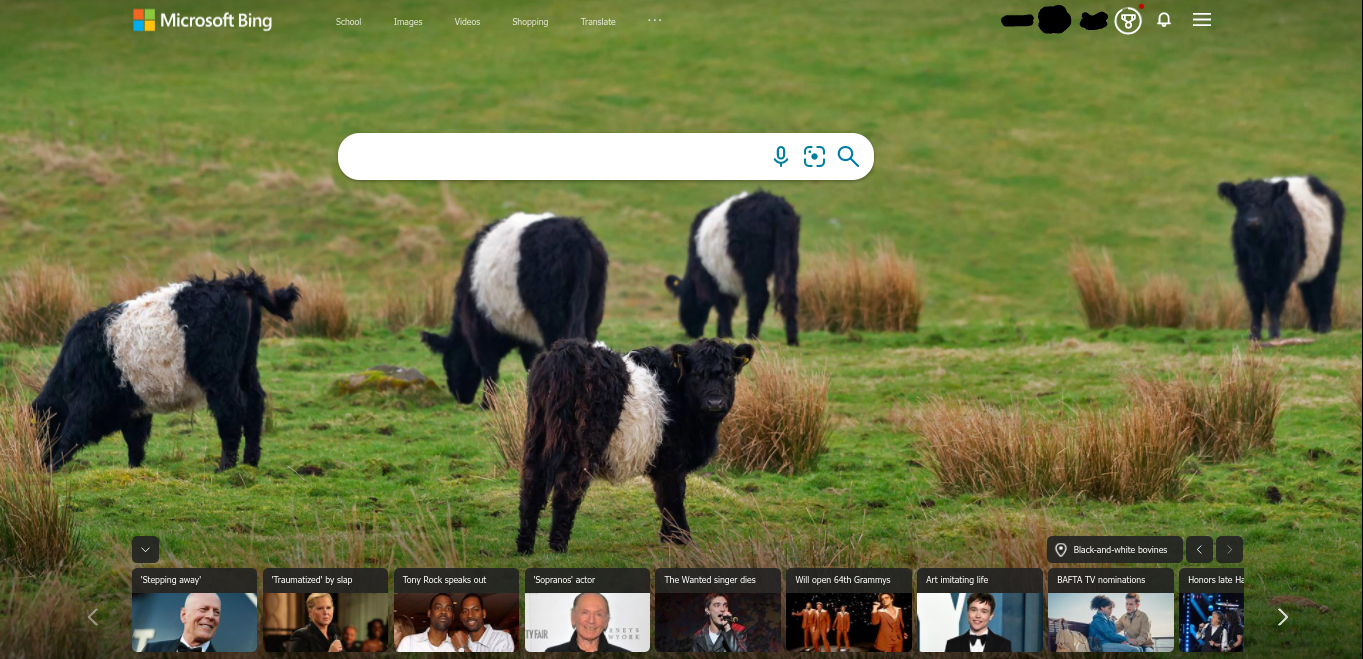 Microsoft Bing
School
Images
Videos
Shopping
Translate
Black-and-white bovines
'Stepping away'
'Traumatized' by slap
Tony Rock speaks out
'Sopranos' actor
The Wanted singer dies
Will open 64th Grammys
Art imitating life
BAFTA TV nominations
Honors late Ha